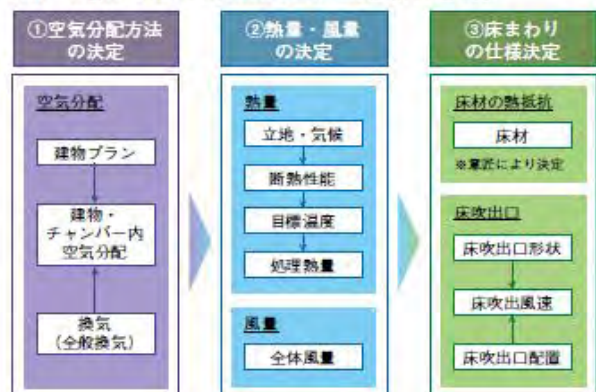 ①空気分配方法
の決定
空気分配
建物プラン
建物・
チャンバー内
空気分配
換気
(全般換気)
②熱量・風量
の決定
熱量
立地・気候
断熱性能
目標温度
処理熱量
風量
全体風量
③床まわり
の仕様決定
床材の熱抵抗
床材
※意匠により決定
床吹出口
床吹出口形状
床吹出風速
床吹出口配置